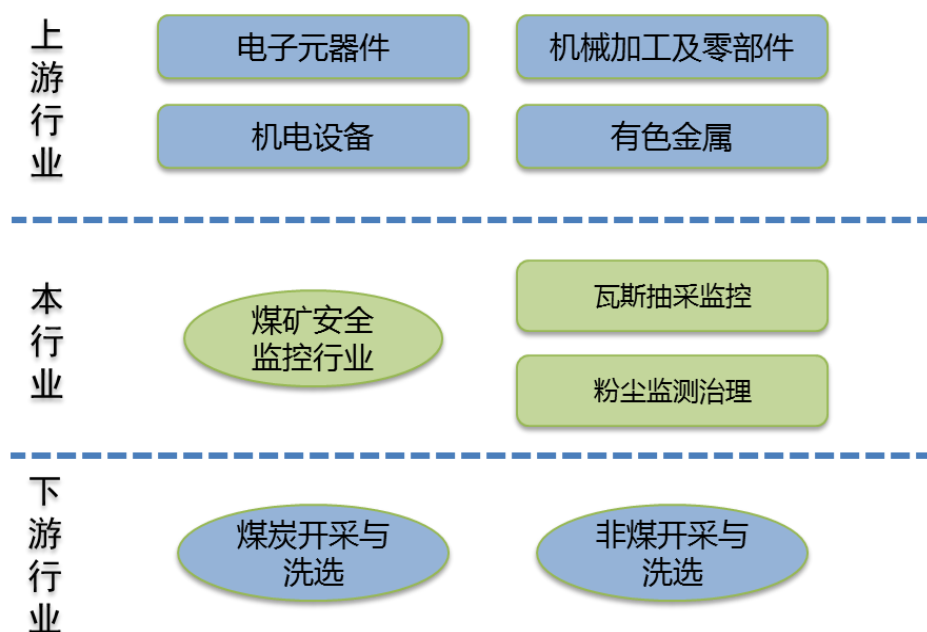 上游行业
电子元器件
机械加工及零部件
机电设备
有色金属
本行业
煤矿安全
监控行业
瓦斯抽采监控
粉尘监测治理
下游行业
煤炭开采与
洗选
非煤开采与
洗选